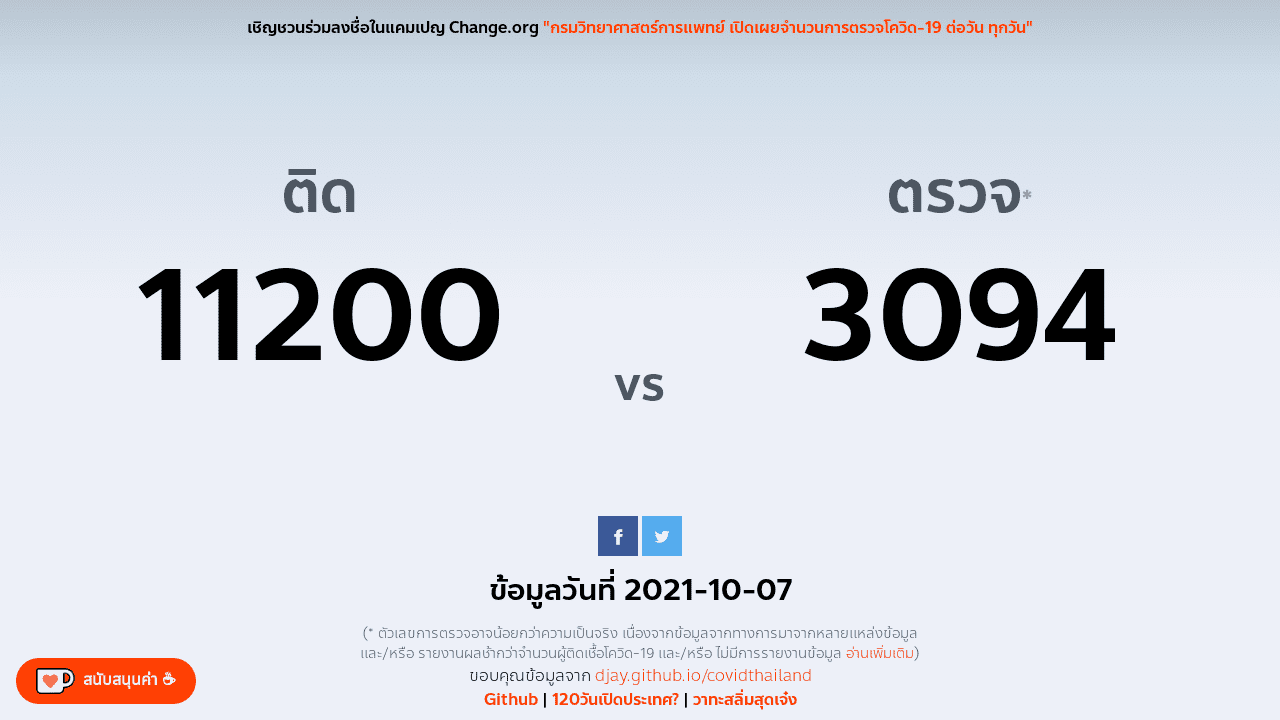 เชิญชวนร่วมลงชื่อในแคมเปญ Change.org "กรมวิทยาศาสตร์การแพทย์ เปิดเผยจำนวนการตรวจโควิด-19 ต่อวัน ทุกวัน"
ติด
ตรวจ*
11200
vs
3094
ข้อมูลวันที่ 2021-10-07
(* ตัวเลขการตรวจอาจน้อยกว่าความเป็นจริง เนื่องจากข้อมูลจากทางการมาจากหลายแหล่งข้อมูล
และ/หรือ รายงานผลช้ากว่าจำนวนผู้ติดเชื้อโควิด-19 และ/หรือ ไม่มีการรายงานข้อมูล อ่านเพิ่มเติม)
ขอบคุณข้อมูลจาก djay.github.io/covidthailand
Github | 120วันเปิดประเทศ? | วาทะสลิ่มสุดเจ๋ง
สนับสนุนค่า ☕